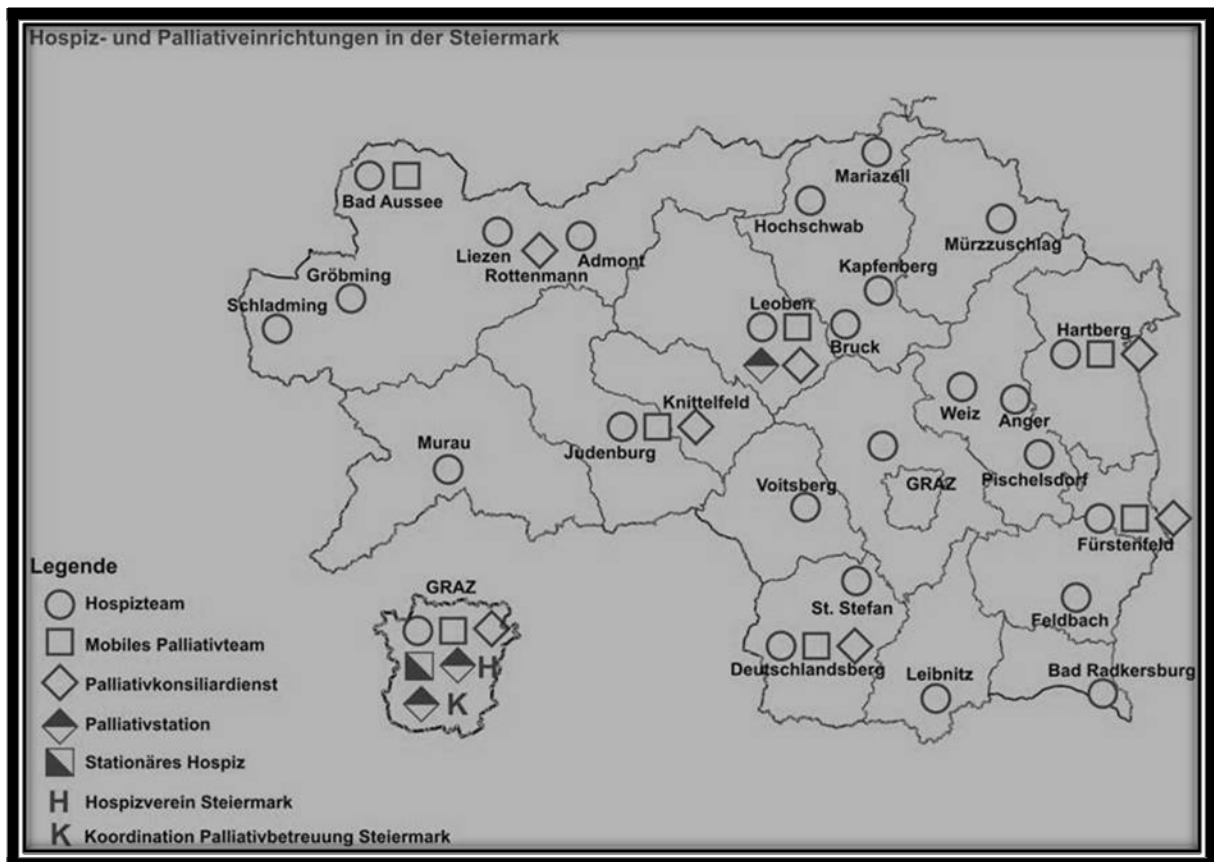 Hospiz- und Palliativeinrichtungen in der Steiermark
Mariazell
Bad Aussee
Hochschwab
Mürzzuschlag
Liezen
Admont
Rottenmann
Kapfenberg
Gröbming
Schladming
Leoben
Hartberg
Bruck
Knittelfeld
Weiz
Anger
Murau
Judenburg
Voitsberg
GRAZ
Pischelsdorf
Fürstenfeld
Legende
GRAZ
St. Stefan
Feldbach
Hospizteam
Mobiles Palliativteam
Deutschlandsberg
Leibnitz
Bad Radkersburg
H
Palliativkonsiliardienst
K
Palliativstation
Stationäres Hospiz
H Hospizverein Steiermark
K Koordination Palliativbetreuung Steiermark